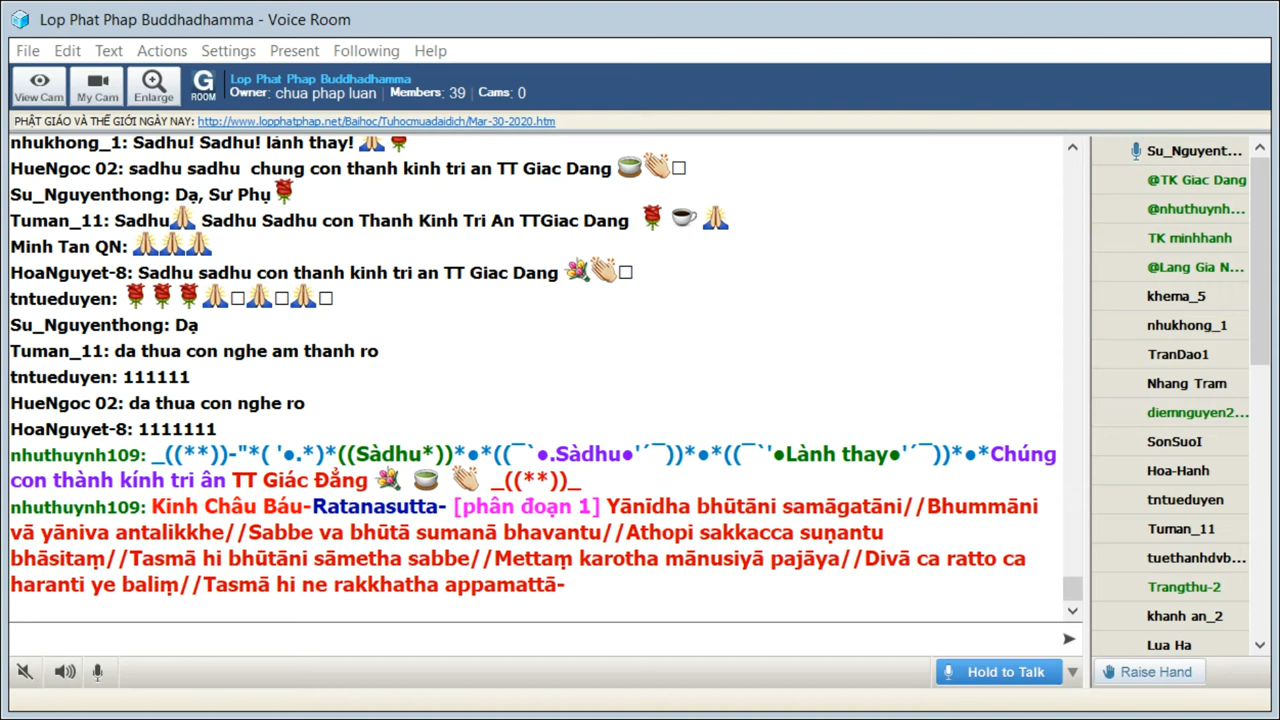 Lop Phat Phap Buddhadhamma - Voice Room
File Edit Text Actions Settings Present Following Help
View Cam My Cam Enlarge G ROOM
Lop Phat Phap Buddhadhamma
Owner: chua phap luan Members: 39 Cams: 0
PHẬT GIÁO VÀ THẾ GIỚI NGÀY NAY: http://www.lopphatphap.net/Baihoc/Tuhocmuadaidich/Mar-30-2020.htm
nhukhong_1: Sadhu! Sadhu! lành thay! 🙏🌹
HueNgoc 02: sadhu sadhu chung con thanh kinh tri an TT Giac Dang 🍵👏□
Su_Nguyenthong: Dạ, Sư Phụ🌹
Tuman_11: Sadhu🙏 Sadhu Sadhu con Thanh Kinh Tri An TTGiac Dang 🌹 ☕ 🙏
Minh Tan QN: 🙏🙏🙏
HoaNguyet-8: Sadhu sadhu con thanh kinh tri an TT Giac Dang 💐👏□
tntueduyen: 🌹🌹🌹🙏□🙏□🙏□
Su_Nguyenthong: Dạ
Tuman_11: da thua con nghe am thanh ro
tntueduyen: 111111
HueNgoc 02: da thua con nghe ro
HoaNguyet-8: 1111111
nhuthuynh109: _((**))-"*( '●.*)*((Sàdhu*))*●*((¯`●.Sàdhu●'´¯))*●*((¯`'●Lành thay●'´¯))*●*Chúng
con thành kính tri ân TT Giác Đẳng 💐 🍵 👏 _((**))_
nhuthuynh109: Kinh Châu Báu-Ratanasutta- [phân đoạn 1] Yānīdha bhūtāni samāgatāni//Bhummāni
vā yāniva antalikkhe//Sabbe va bhūtā sumanā bhavantu//Athopi sakkacca suṇantu
bhāsitaṃ//Tasmā hi bhūtāni sāmetha sabbe//Mettaṃ karotha mānusiyā pajāya//Divā ca ratto ca
haranti ye baliṃ//Tasmā hi ne rakkhatha appamattā-
Su_Nguyent...
@TK Giac Dang
@nhuthuynh...
TK minhhanh
@Lang Gia N...
khema_5
nhukhong_1
TranDao1
Nhang Tram
diemnguyen2...
SonSuoI
Hoa-Hanh
tntueduyen
Tuman_11
tuethanhdvb...
Trangthu-2
khanh an_2
Lua Ha
Hold to Talk
Raise Hand